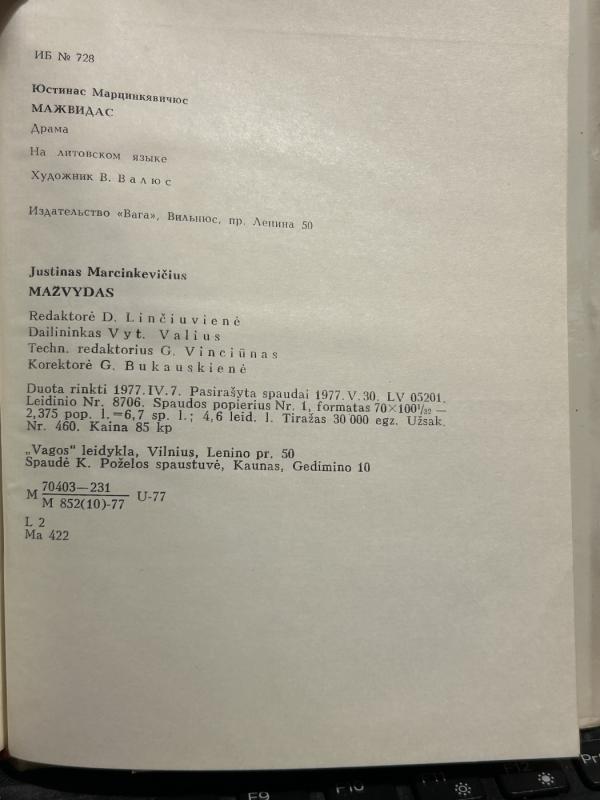 ИБ № 728
Юстинас Марцинкявичюс
МАЖВИДАС
Драма
На литовском языке
Художник В. Валюс
Издательство «Вага», Вильнюс, пр. Ленина 50
Justinas Marcinkevičius
MAŽVYDAS
Redaktorė D. Linčiuvienė
Dailininkas Vyt. Valius
Techn. redaktorius G. Vinciūnas
Korektorė G. Bukauskienė
Duota rinkti 1977.IV.7. Pasirašyta spaudai 1977.V.30. LV 05201.
Leidinio Nr. 8706. Spaudos popierius Nr. 1, formatas 70×100¹/₃₂ —
2,375 pop. l.=6,7 sp. l.; 4,6 leid. l. Tiražas 30 000 egz. Užsak.
Nr. 460. Kaina 85 kp
„Vagos" leidykla, Vilnius, Lenino pr. 50
Spaudė K. Poželos spaustuvė, Kaunas, Gedimino 10
M 70403—231 U-77
M 852(10)-77
L 2
Ma 422
F9
F10
F11
F12